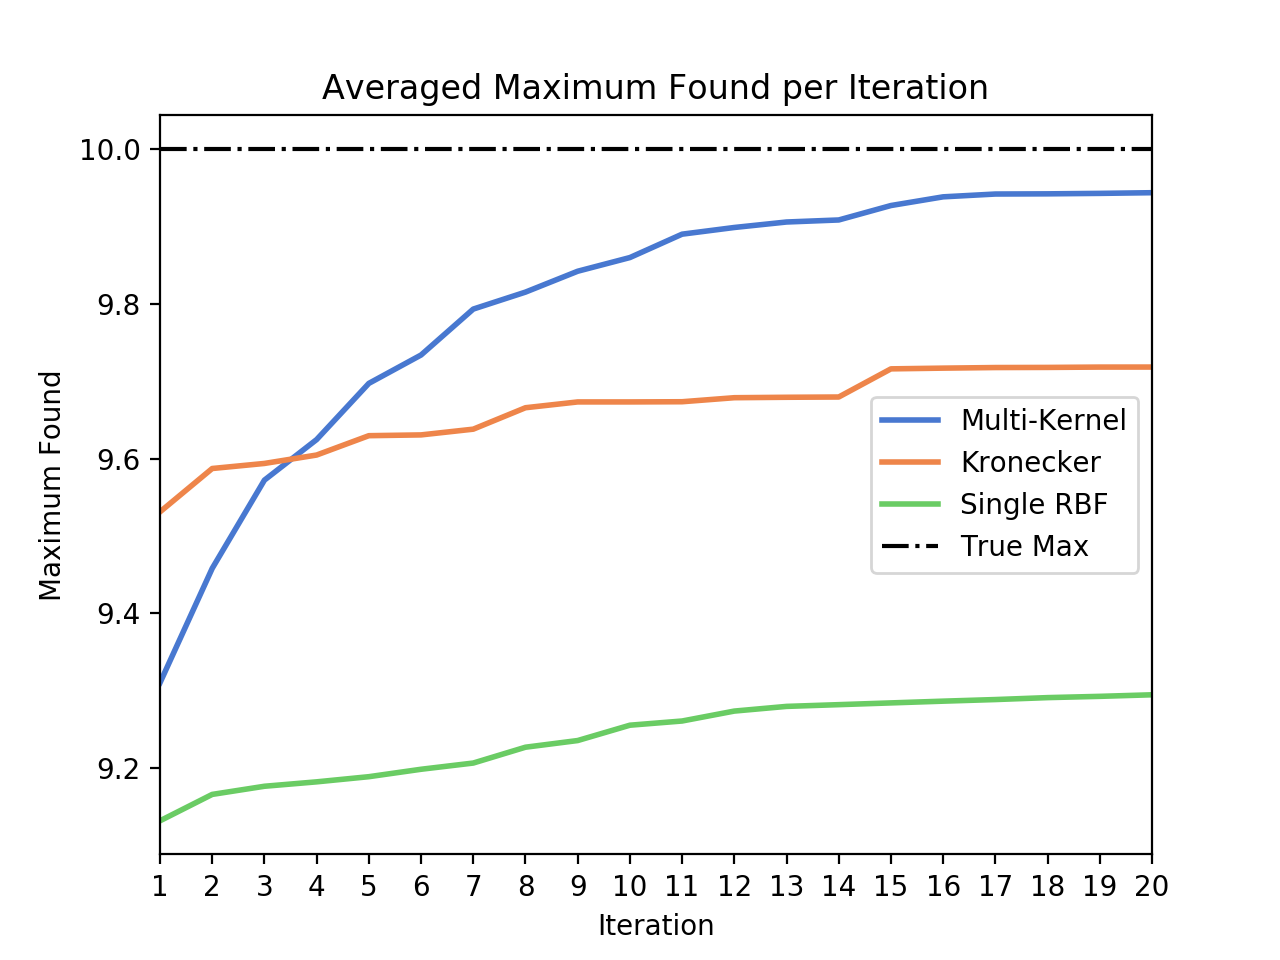 Averaged Maximum Found per Iteration
10.0
9.8
9.6
9.4
9.2
Maximum Found
Multi-Kernel
Kronecker
Single RBF
True Max
1 2 3 4 5 6 7 8 9 10 11 12 13 14 15 16 17 18 19 20
Iteration